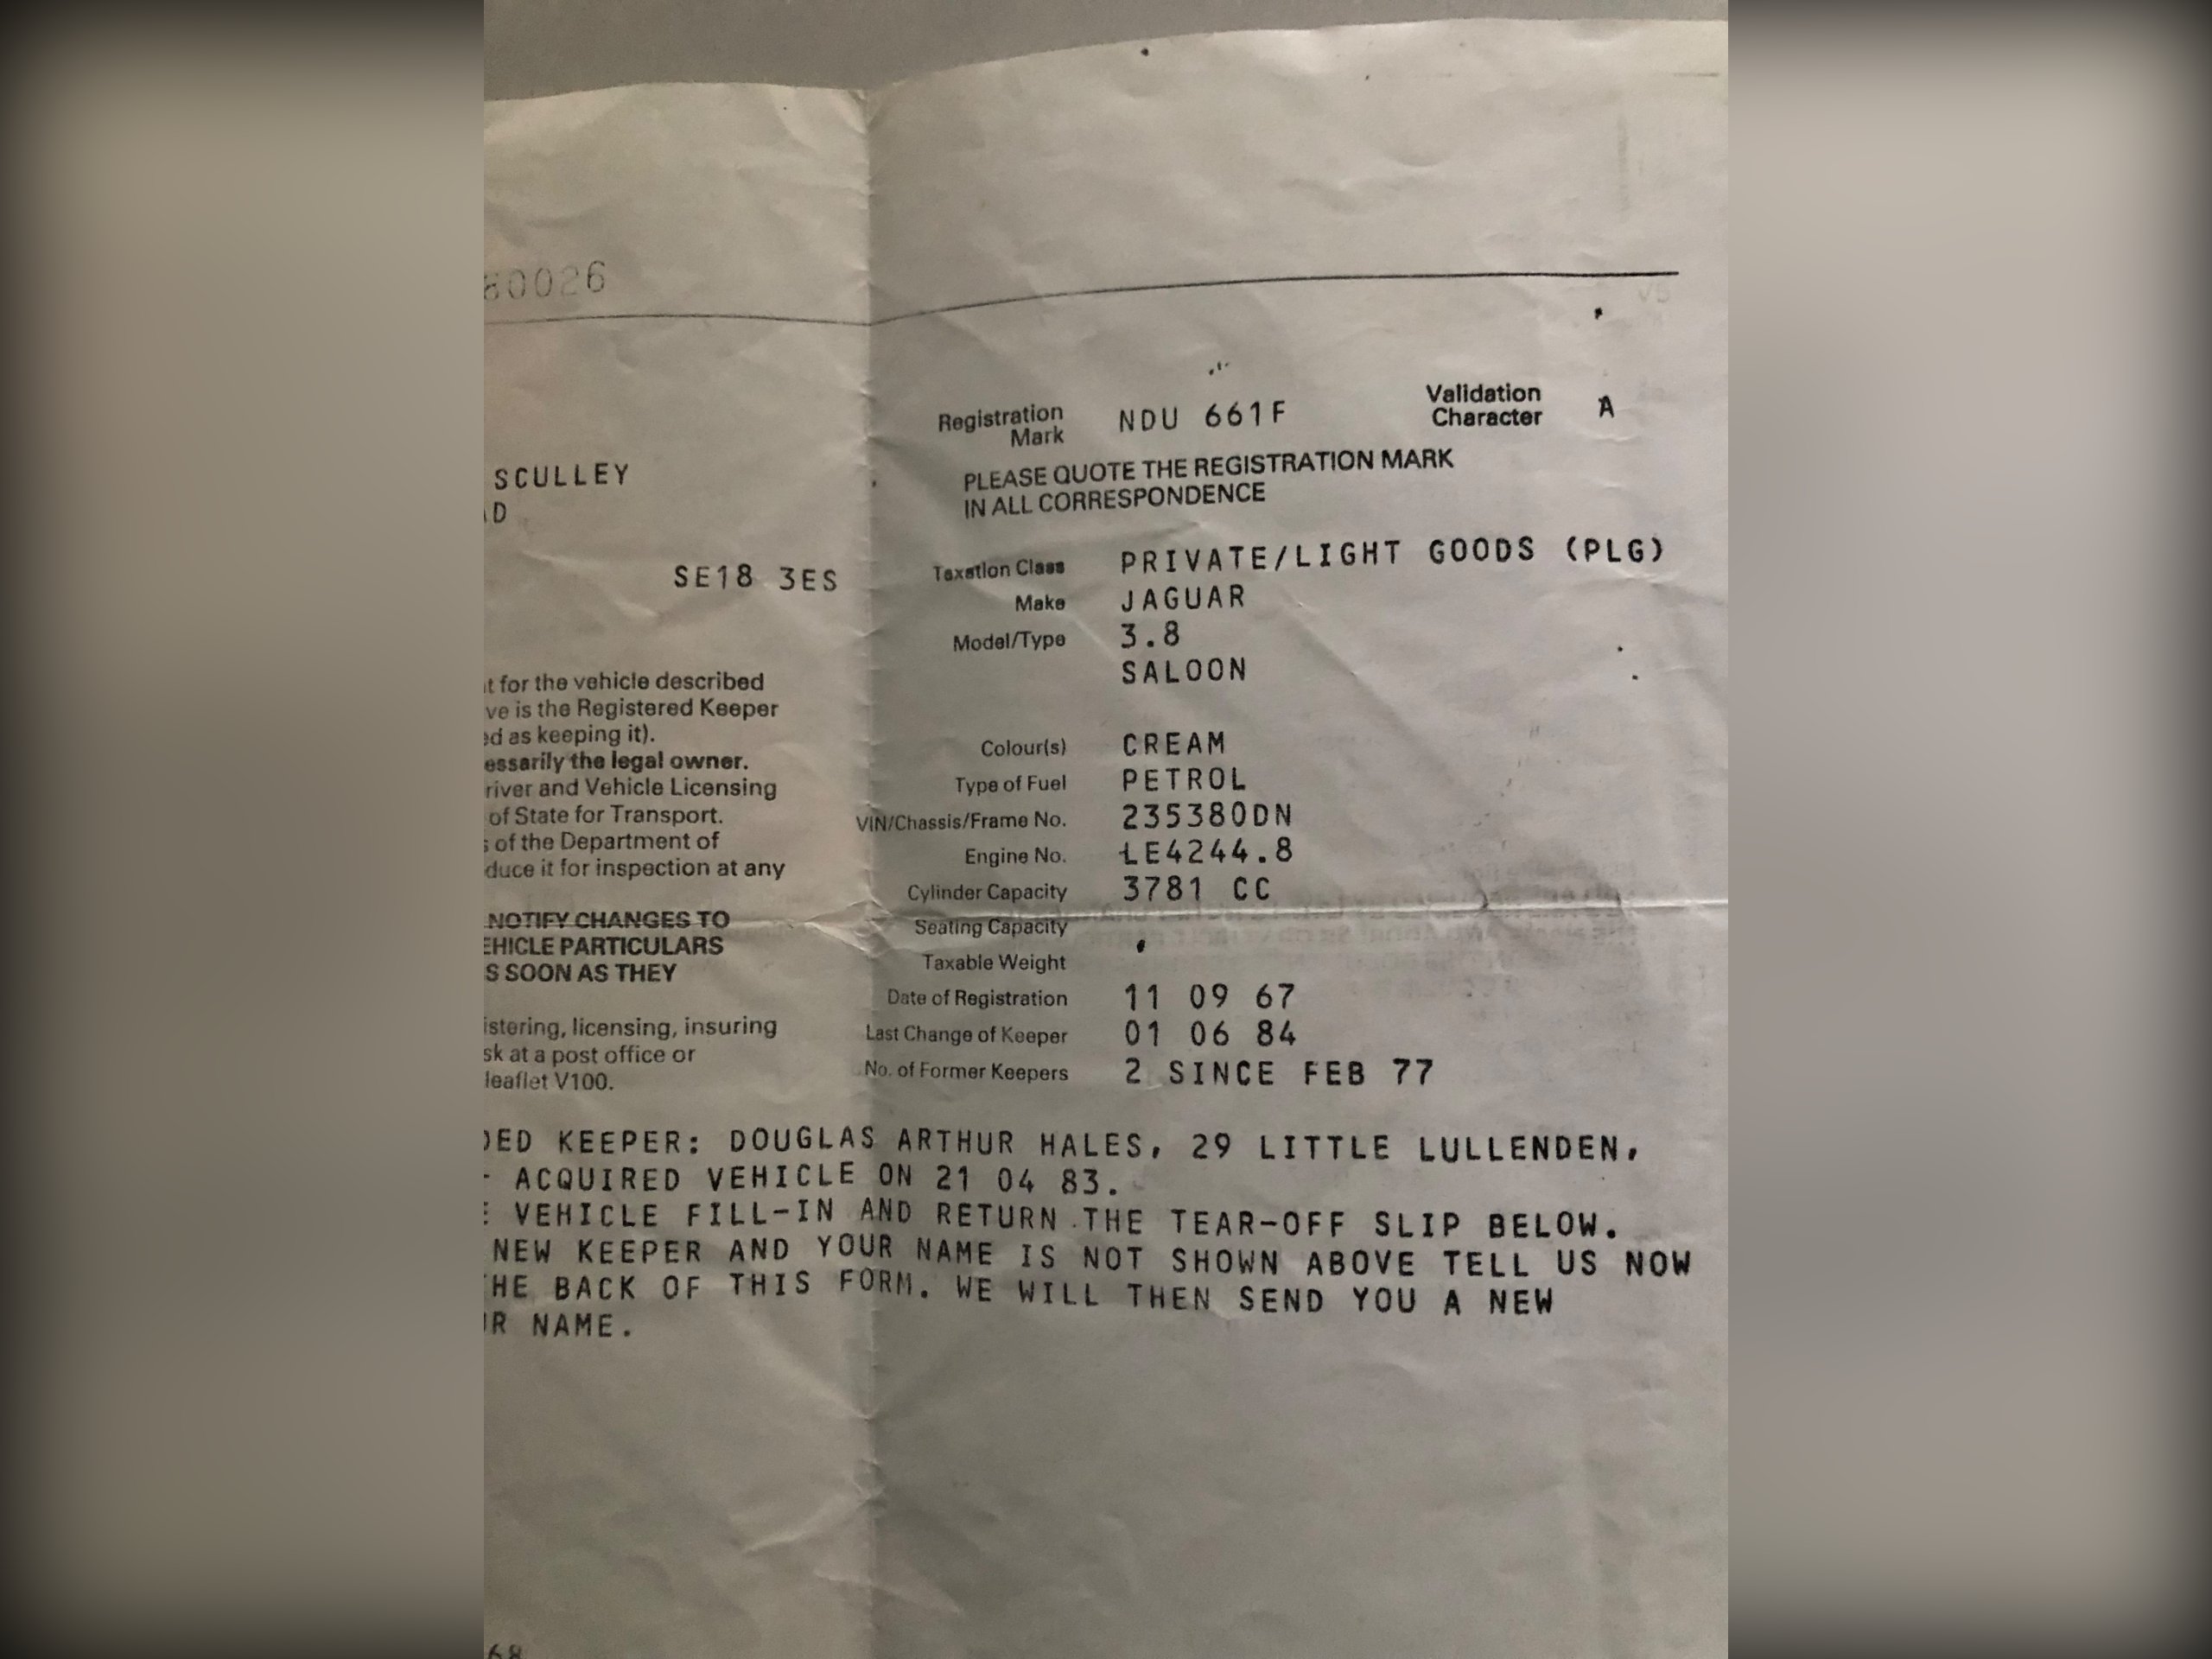 80026
Registration Mark NDU 661F Validation Character A
PLEASE QUOTE THE REGISTRATION MARK
IN ALL CORRESPONDENCE
SCULLEY
AD
SE18 3ES
Taxation Class PRIVATE/LIGHT GOODS (PLG)
Make JAGUAR
Model/Type 3.8
SALOON
Colour(s) CREAM
Type of Fuel PETROL
VIN/Chassis/Frame No. 235380DN
Engine No. LE4244.8
Cylinder Capacity 3781 CC
Seating Capacity
Taxable Weight
Date of Registration 11 09 67
Last Change of Keeper 01 06 84
No. of Former Keepers 2 SINCE FEB 77
t for the vehicle described
ve is the Registered Keeper
ed as keeping it).
essarily the legal owner.
river and Vehicle Licensing
of State for Transport.
s of the Department of
duce it for inspection at any
NOTIFY CHANGES TO
EHICLE PARTICULARS
S SOON AS THEY
istering, licensing, insuring
sk at a post office or
leaflet V100.
DED KEEPER: DOUGLAS ARTHUR HALES, 29 LITTLE LULLENDEN,
ACQUIRED VEHICLE ON 21 04 83.
E VEHICLE FILL-IN AND RETURN THE TEAR-OFF SLIP BELOW.
NEW KEEPER AND YOUR NAME IS NOT SHOWN ABOVE TELL US NOW
HE BACK OF THIS FORM. WE WILL THEN SEND YOU A NEW
R NAME.
68